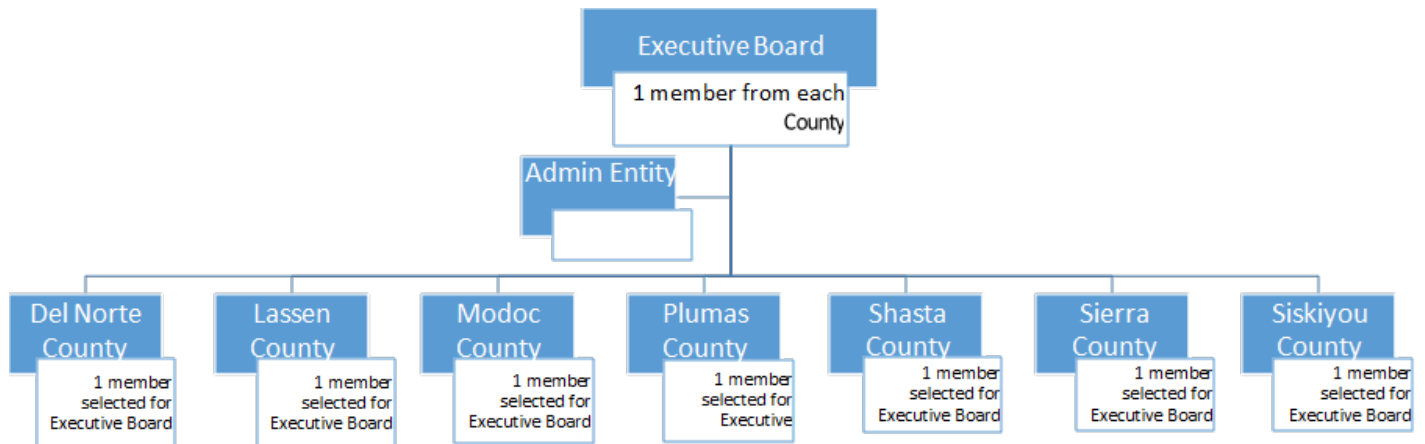 Executive Board
1 member from each
County
Admin Entity
Del Norte
County
1 member
selected for
Executive Board
Lassen
County
1 member
selected for
Executive Board
Modoc
County
1 member
selected for
Executive Board
Plumas
County
1 member
selected for
Executive
Shasta
County
1 member
selected for
Executive Board
Sierra
County
1 member
selected for
Executive Board
Siskiyou
County
1 member
selected for
Executive Board